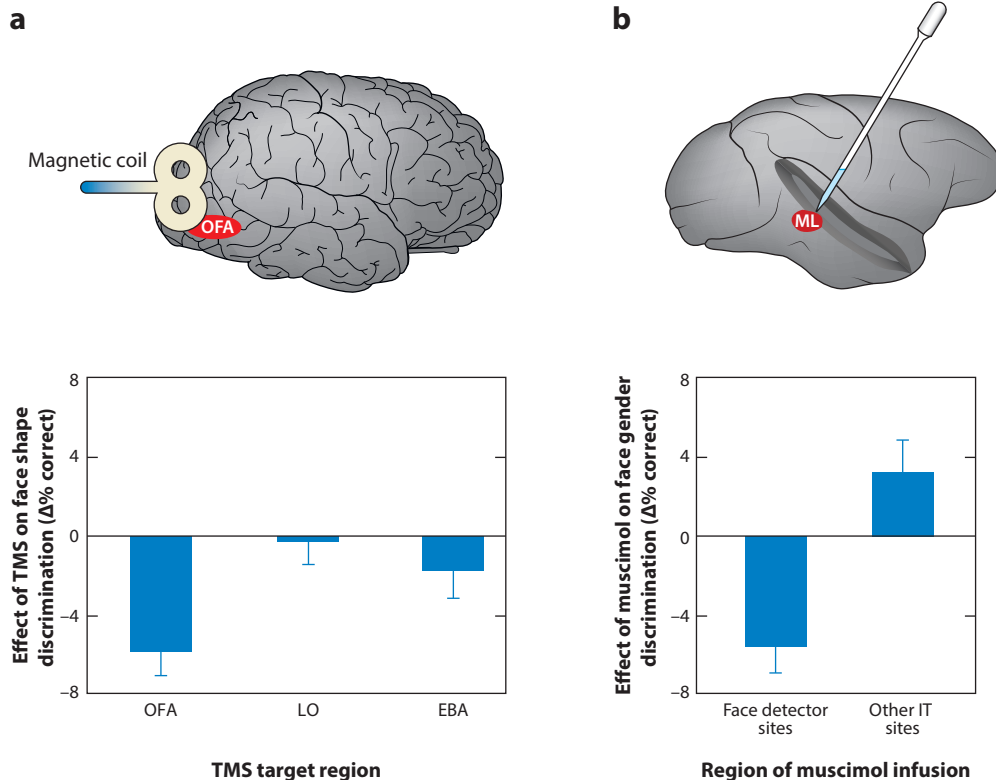 a
Magnetic coil
OFA
Effect of TMS on face shape
discrimination (Δ% correct)
8
4
0
−4
−8
OFA LO EBA
TMS target region
b
ML
Effect of muscimol on face gender
discrimination (Δ% correct)
8
4
0
−4
−8
Face detector
sites
Other IT
sites
Region of muscimol infusion